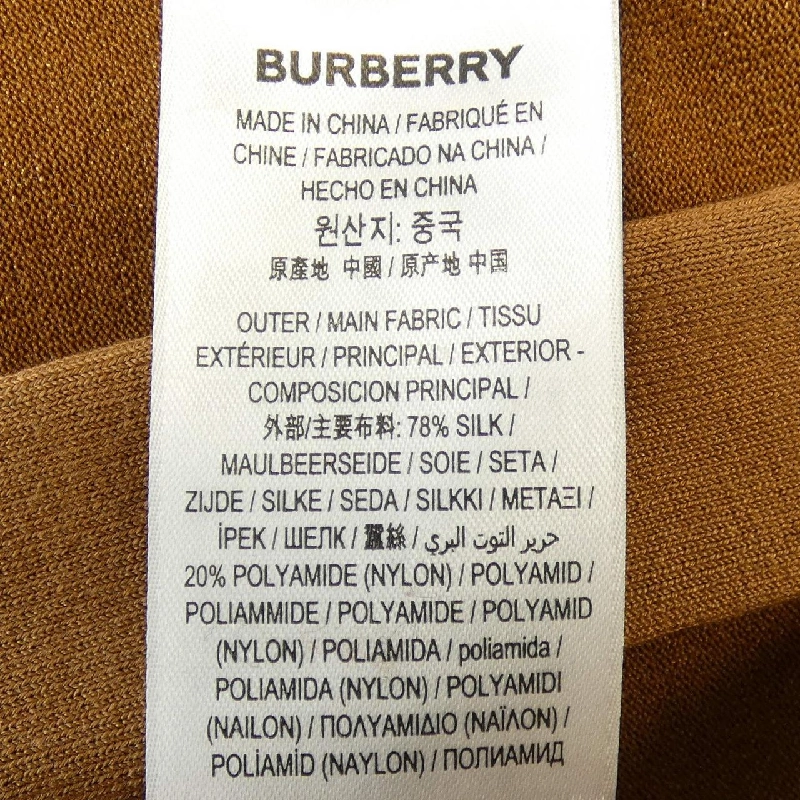 BURBERRY
MADE IN CHINA / FABRIQUÉ EN
CHINE / FABRICADO NA CHINA /
HECHO EN CHINA
원산지: 중국
原產地 中國 / 原产地 中国
OUTER / MAIN FABRIC / TISSU
EXTÉRIEUR / PRINCIPAL / EXTERIOR -
COMPOSICION PRINCIPAL /
外部/主要布料: 78% SILK /
MAULBEERSEIDE / SOIE / SETA /
ZIJDE / SILKE / SEDA / SILKKI / ΜΕΤΑΞΙ /
İPEK / ШЕЛК / 蠶絲 / حرير التوت البري /
20% POLYAMIDE (NYLON) / POLYAMID /
POLIAMMIDE / POLYAMIDE / POLYAMID
(NYLON) / POLIAMIDA / poliamida /
POLIAMIDA (NYLON) / POLYAMIDI
(NAILON) / ΠΟΛΥΑΜΙΔΙΟ (ΝΑΪΛΟΝ) /
POLİAMİD (NAYLON) / ПОЛИАМИД